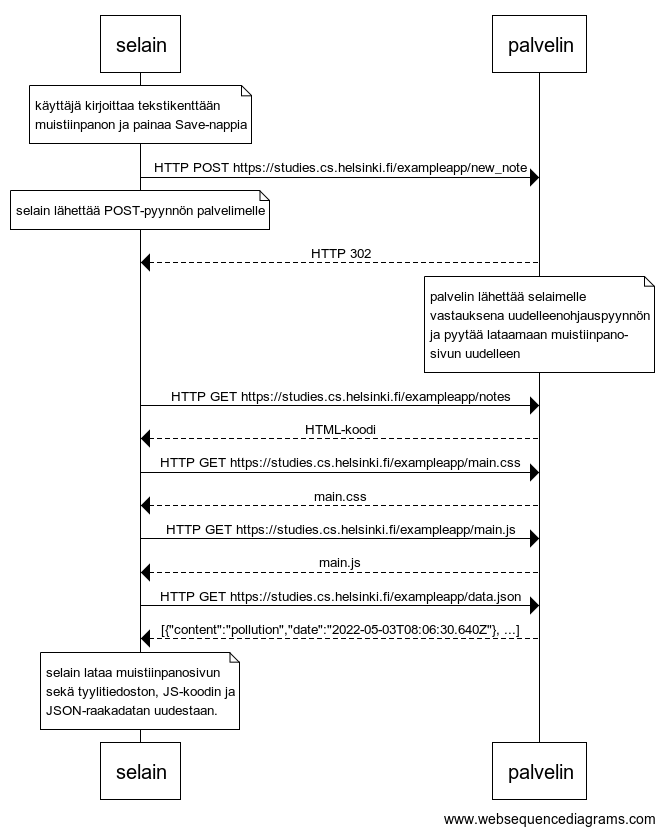 selain
palvelin
käyttäjä kirjoittaa tekstikenttään
muistiinpanon ja painaa Save-nappia
HTTP POST https://studies.cs.helsinki.fi/exampleapp/new_note
selain lähettää POST-pyynnön palvelimelle
HTTP 302
palvelin lähettää selaimelle
vastauksena uudelleenohjauspyynnön
ja pyytää lataamaan muistiinpano-
sivun uudelleen
HTTP GET https://studies.cs.helsinki.fi/exampleapp/notes
HTML-koodi
HTTP GET https://studies.cs.helsinki.fi/exampleapp/main.css
main.css
HTTP GET https://studies.cs.helsinki.fi/exampleapp/main.js
main.js
HTTP GET https://studies.cs.helsinki.fi/exampleapp/data.json
[{"content":"pollution","date":"2022-05-03T08:06:30.640Z"}, ...]
selain lataa muistiinpanosivun
sekä tyylitiedoston, JS-koodin ja
JSON-raakadatan uudestaan.
selain
palvelin
www.websequencediagrams.com